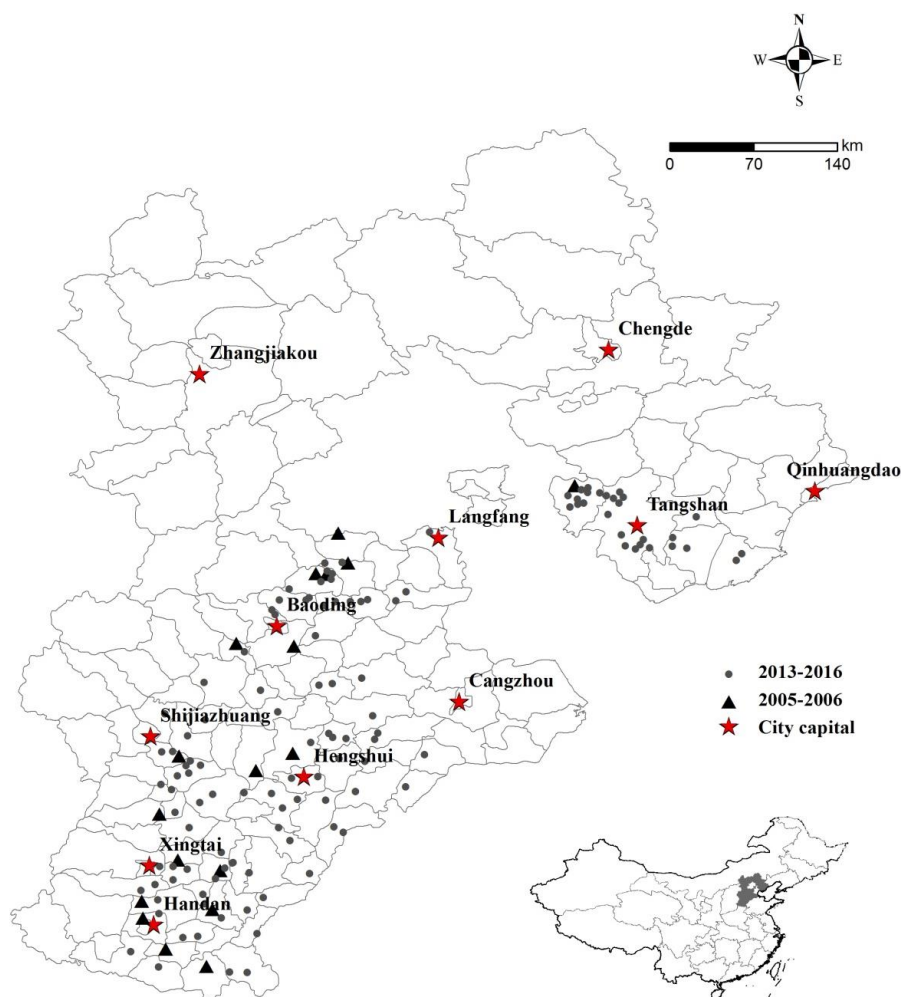 N
W E
S
km
0 70 140
Chengde
Zhangjiakou
Qinhuangdao
Tangshan
Langfang
Baoding
2013-2016
2005-2006
City capital
Cangzhou
Shijiazhuang
Hengshui
Xingtai
Handan